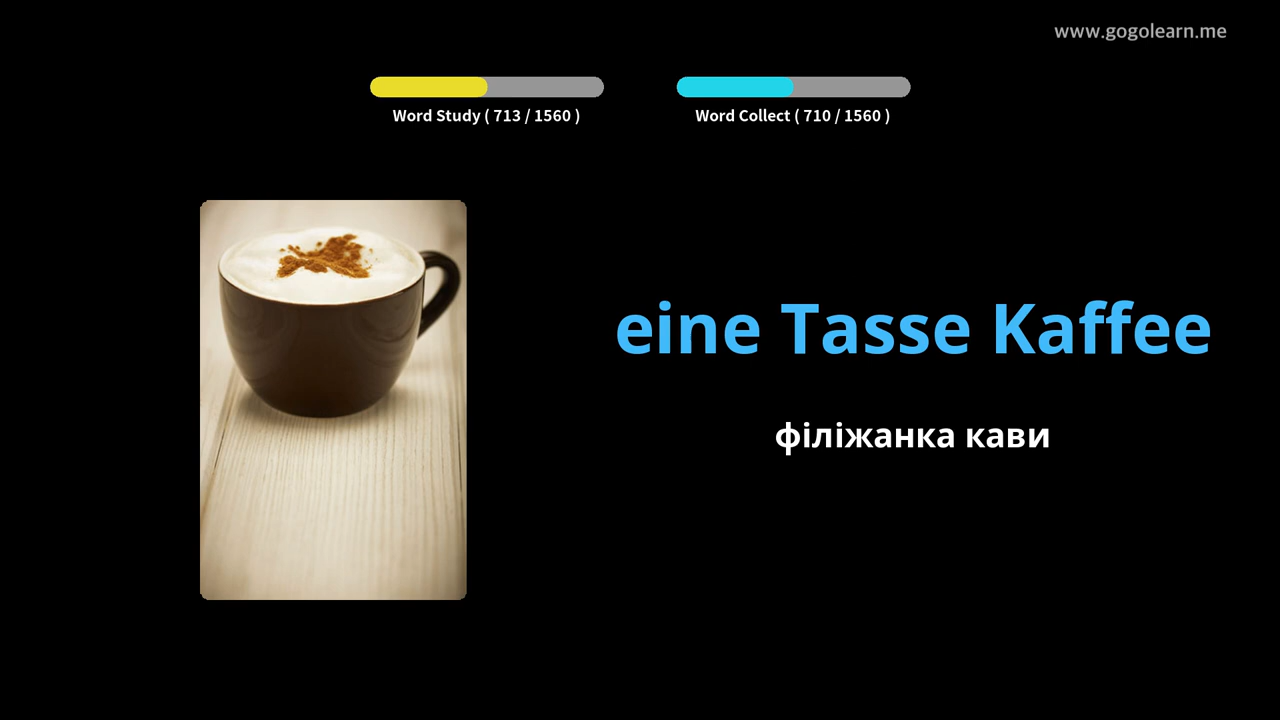 www.gogolearn.me
Word Study ( 713 / 1560 )
Word Collect ( 710 / 1560 )
eine Tasse Kaffee
філіжанка кави